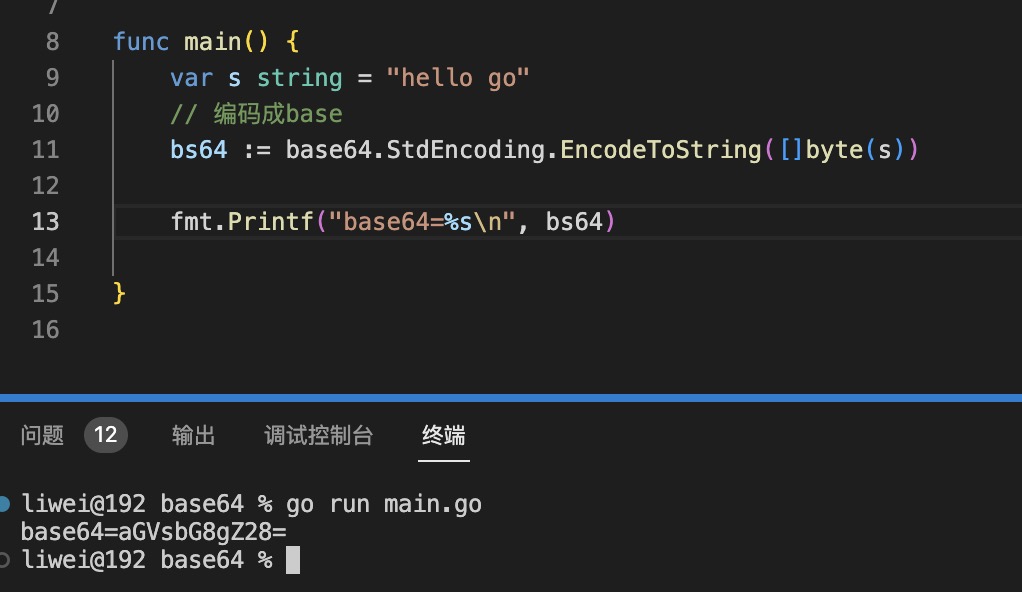 7
8 func main() {
9 var s string = "hello go"
10 // 编码成base
11 bs64 := base64.StdEncoding.EncodeToString([]byte(s))
12
13 fmt.Printf("base64=%s\n", bs64)
14
15 }
16
问题 12 输出 调试控制台 终端
liwei@192 base64 % go run main.go
base64=aGVsbG8gZ28=
liwei@192 base64 %